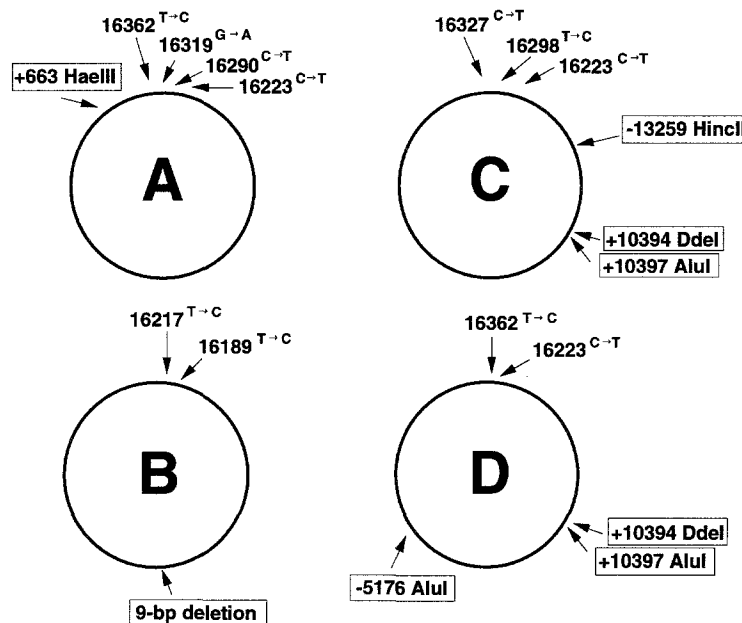 16362 T→C
16319 G→A
16290 C→T
16223 C→T
+663 HaeIII
A
16327 C→T
16298 T→C
16223 C→T
-13259 HincII
+10394 DdeI
+10397 AluI
C
16217 T→C
16189 T→C
B
9-bp deletion
16362 T→C
16223 C→T
D
+10394 DdeI
+10397 AluI
-5176 AluI